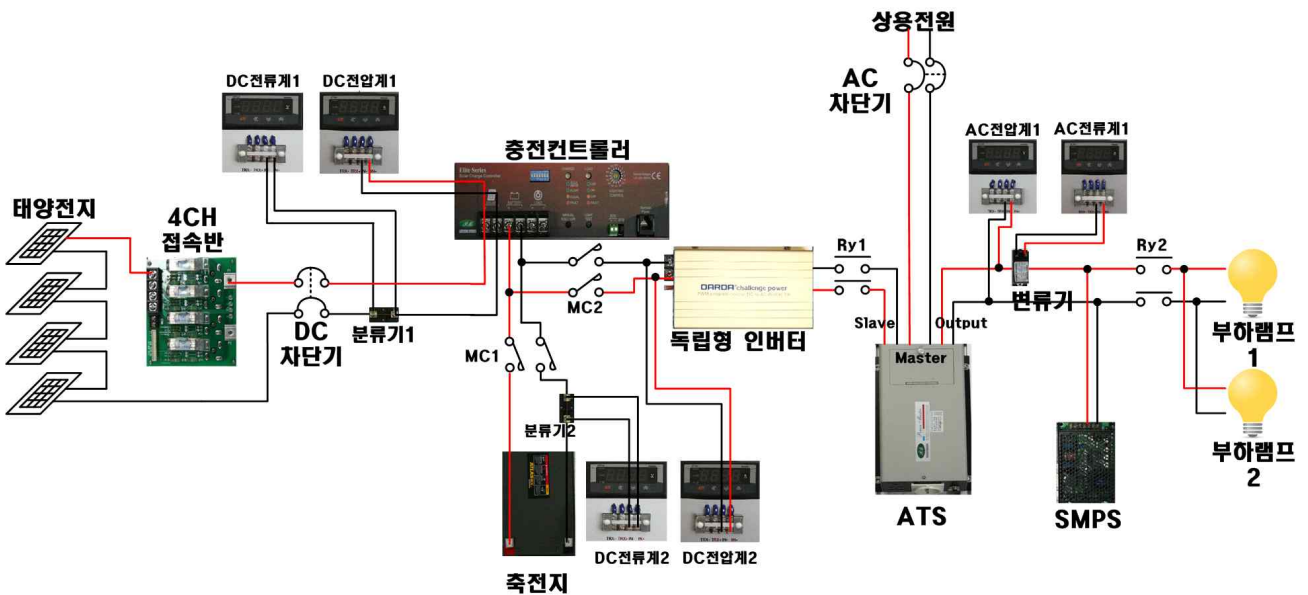 상용전원
DC전류계1
DC전압계1
AC
차단기
AC전압계1
AC전류계1
충전컨트롤러
태양전지
4CH
접속반
Ry1
Ry2
DARDA challenge power
MC2
분류기1
DC
차단기
독립형 인버터
Slave
Output
변류기
부하램프
1
MC1
Master
분류기2
부하램프
2
ATS
SMPS
DC전류계2
DC전압계2
축전지